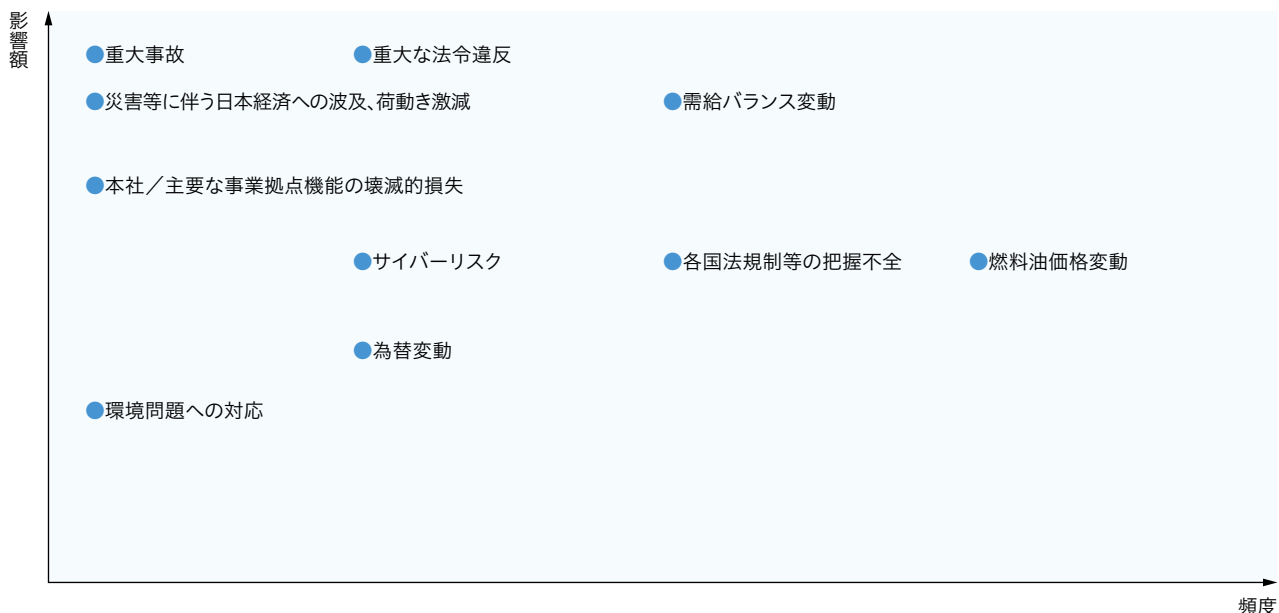 影響額
●重大事故
●重大な法令違反
●災害等に伴う日本経済への波及、荷動き激減
●需給バランス変動
●本社／主要な事業拠点機能の壊滅的損失
●サイバーリスク
●各国法規制等の把握不全
●燃料油価格変動
●為替変動
●環境問題への対応
頻度